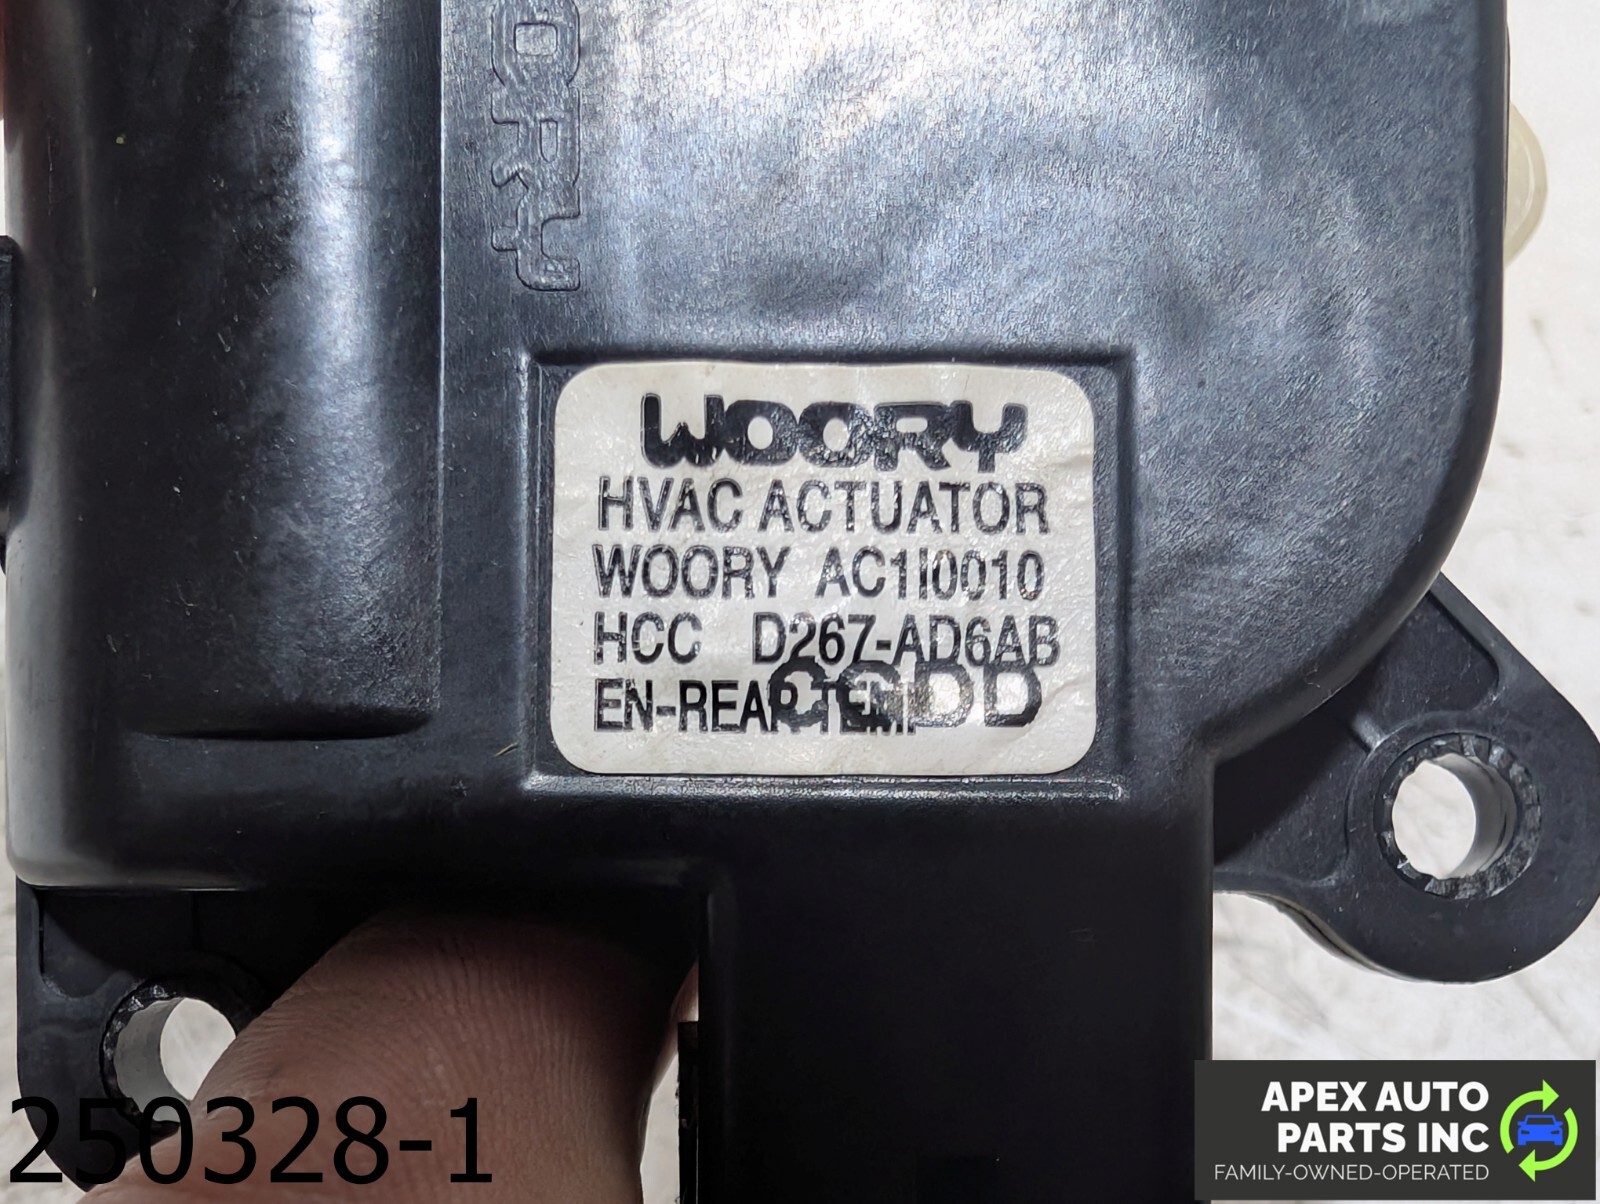 OORY
WOORY
HVAC ACTUATOR
WOORY AC1I0010
HCC D267-AD6AB
EN-REAR TEMP
CGDD
250328-1
APEX AUTO
PARTS INC
FAMILY-OWNED-OPERATED